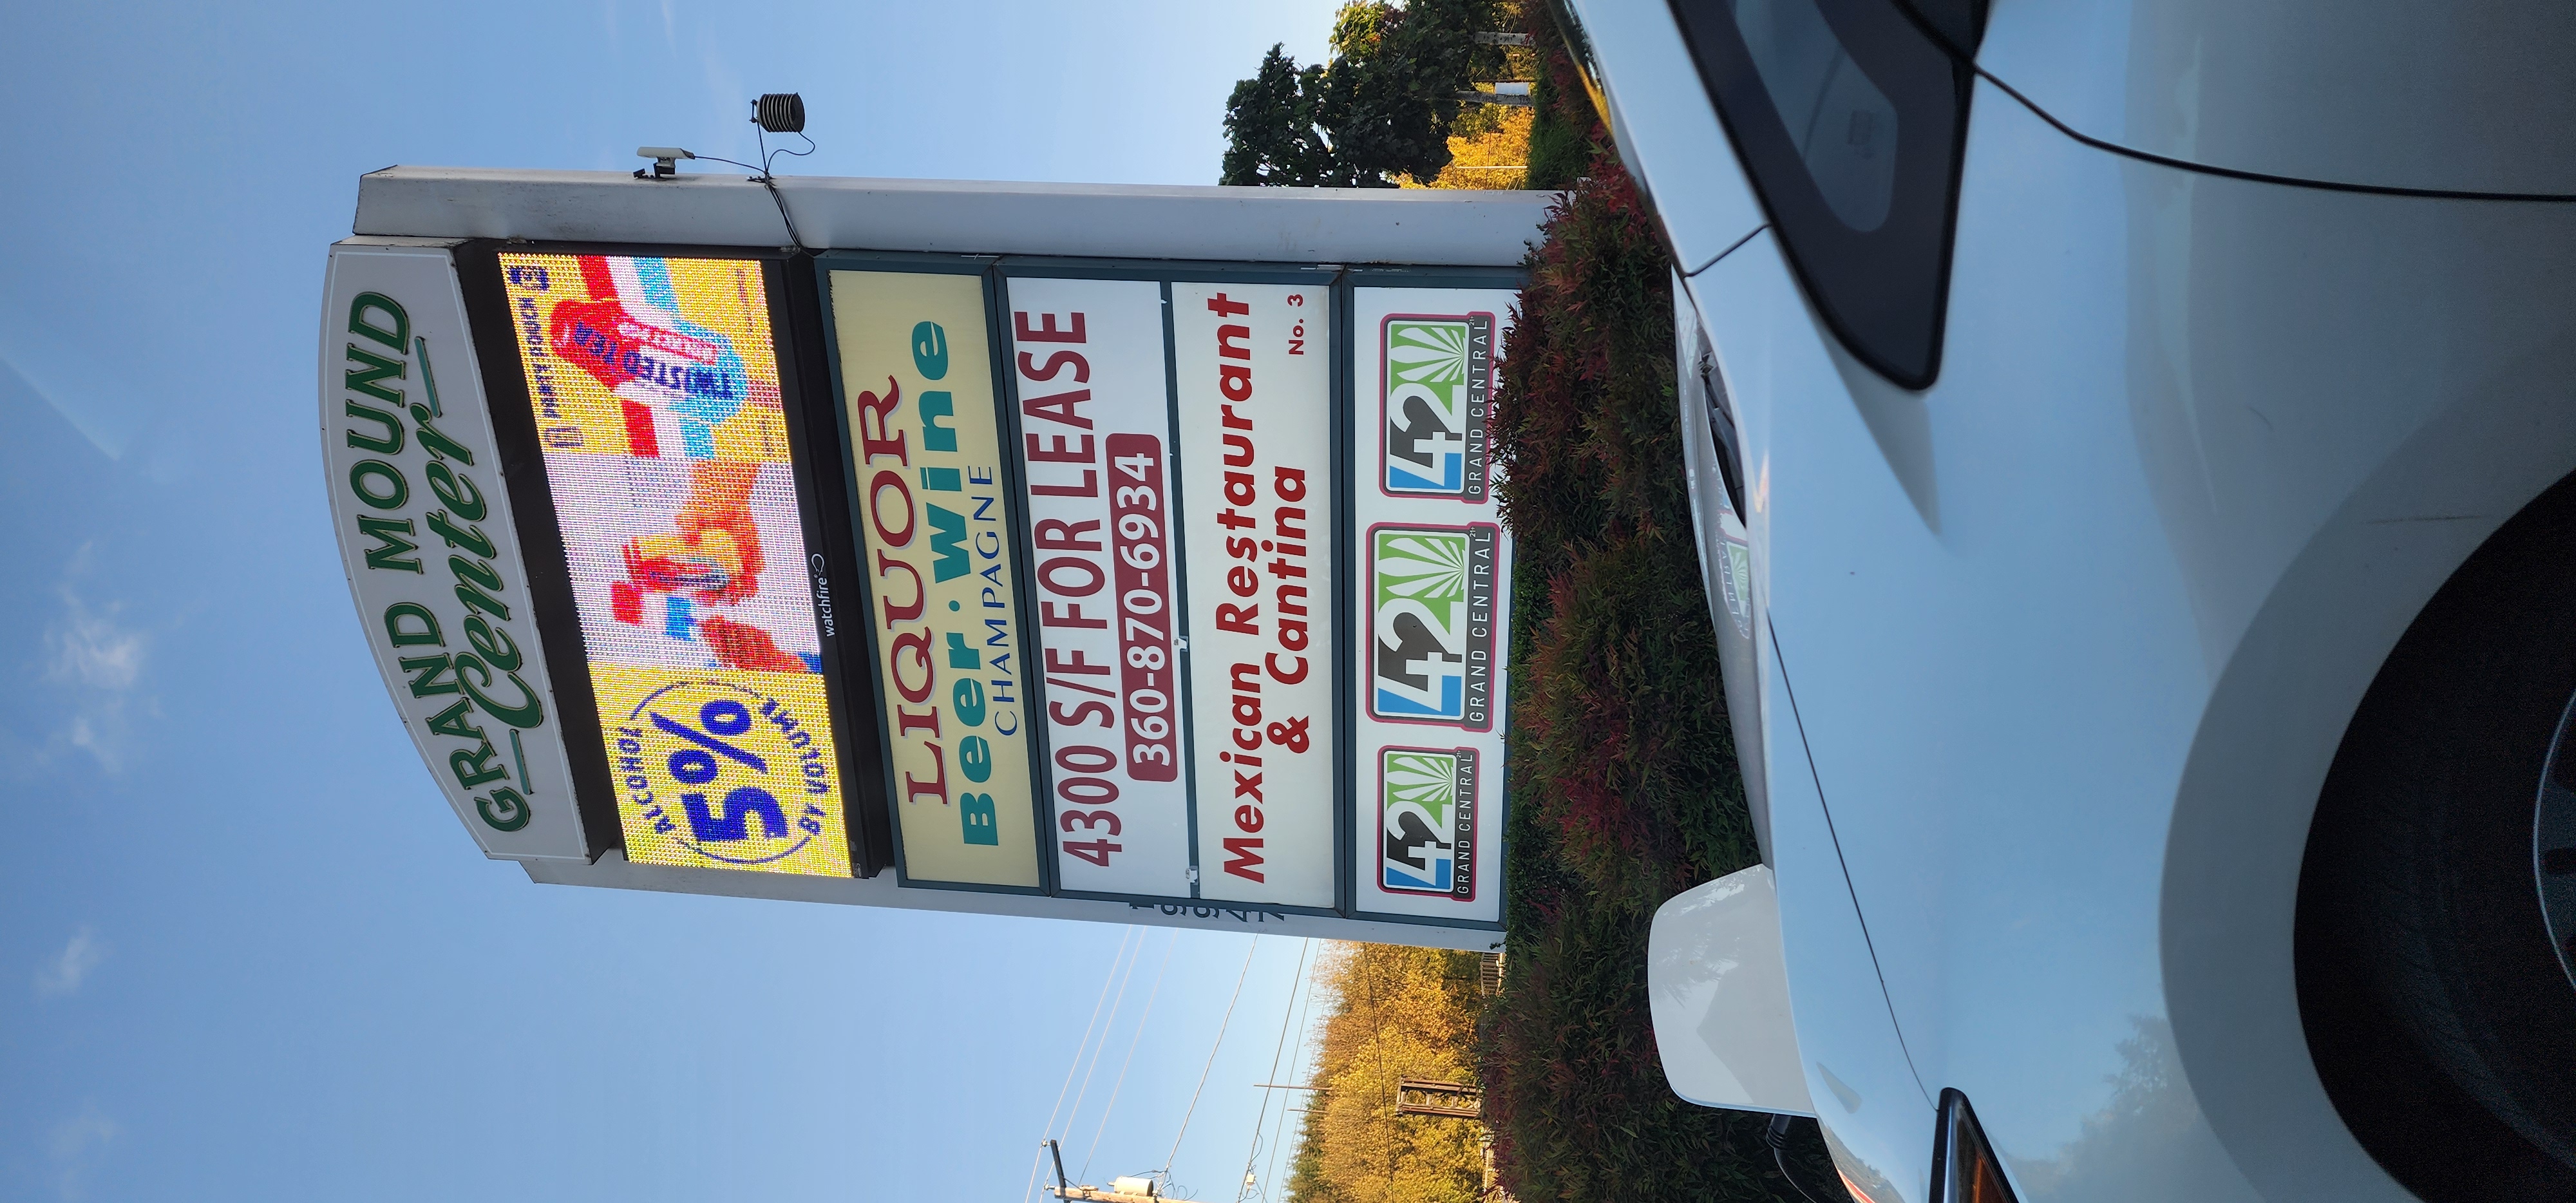 GRAND MOUND
Center
ALCOHOL
5%
BY VOLUME
TWISTED TEA
watchfire
LIQUOR
Beer·Wine
CHAMPAGNE
4300 S/F FOR LEASE
360-870-6934
Mexican Restaurant
& Cantina
No. 3
420
GRAND CENTRAL
420
GRAND CENTRAL
420
GRAND CENTRAL